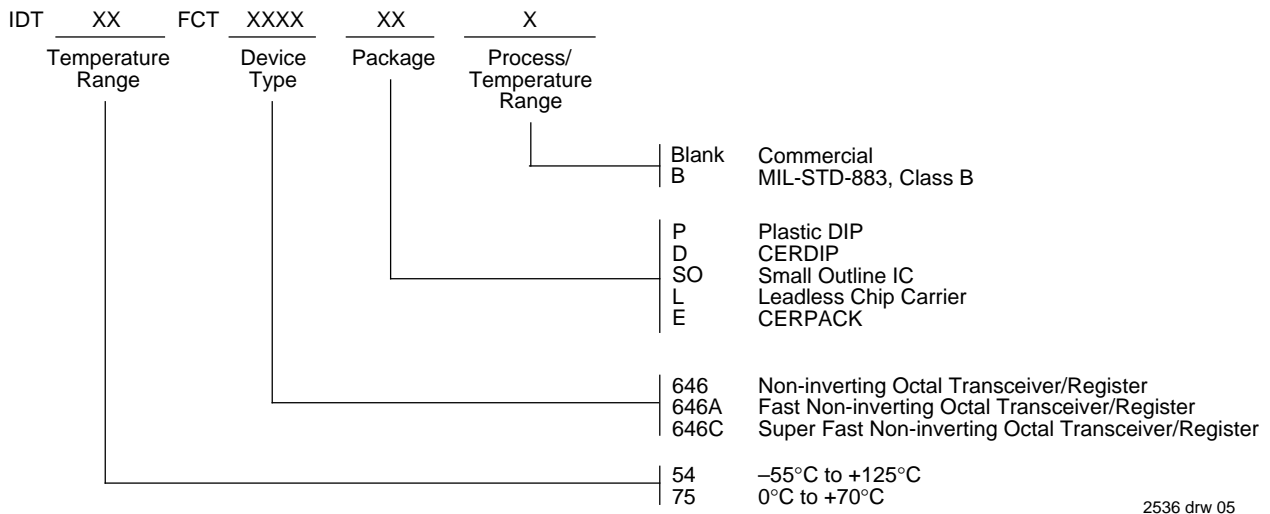 IDT XX FCT XXXX XX X
Temperature Range
Device Type
Package
Process/ Temperature Range
Blank Commercial
B MIL-STD-883, Class B
P Plastic DIP
D CERDIP
SO Small Outline IC
L Leadless Chip Carrier
E CERPACK
646 Non-inverting Octal Transceiver/Register
646A Fast Non-inverting Octal Transceiver/Register
646C Super Fast Non-inverting Octal Transceiver/Register
54 –55°C to +125°C
75 0°C to +70°C
2536 drw 05